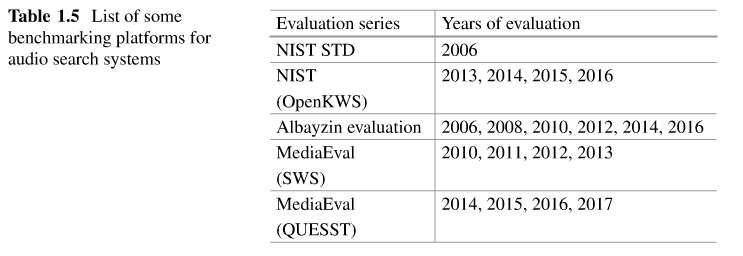 Table 1.5 List of some
benchmarking platforms for
audio search systems
Evaluation series Years of evaluation
NIST STD 2006
NIST 2013, 2014, 2015, 2016
(OpenKWS)
Albayzin evaluation 2006, 2008, 2010, 2012, 2014, 2016
MediaEval 2010, 2011, 2012, 2013
(SWS)
MediaEval 2014, 2015, 2016, 2017
(QUESST)